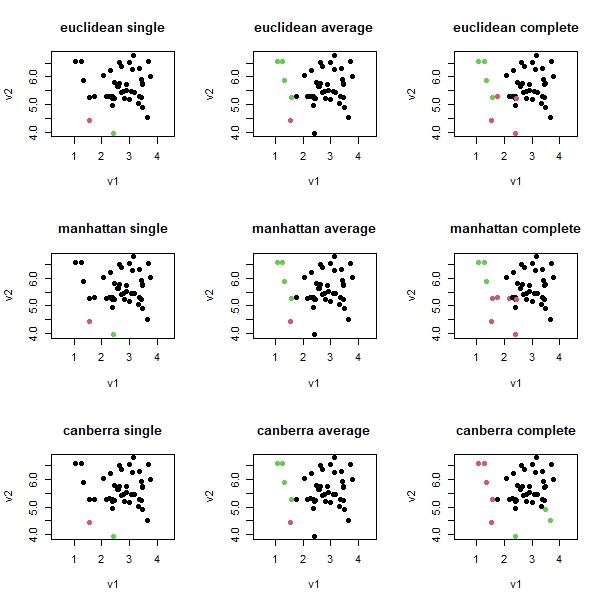 euclidean single euclidean average euclidean complete
v2 4.0 5.0 6.0 v2 4.0 5.0 6.0 v2 4.0 5.0 6.0
1 2 3 4 1 2 3 4 1 2 3 4
v1 v1 v1
manhattan single manhattan average manhattan complete
v2 4.0 5.0 6.0 v2 4.0 5.0 6.0 v2 4.0 5.0 6.0
1 2 3 4 1 2 3 4 1 2 3 4
v1 v1 v1
canberra single canberra average canberra complete
v2 4.0 5.0 6.0 v2 4.0 5.0 6.0 v2 4.0 5.0 6.0
1 2 3 4 1 2 3 4 1 2 3 4
v1 v1 v1